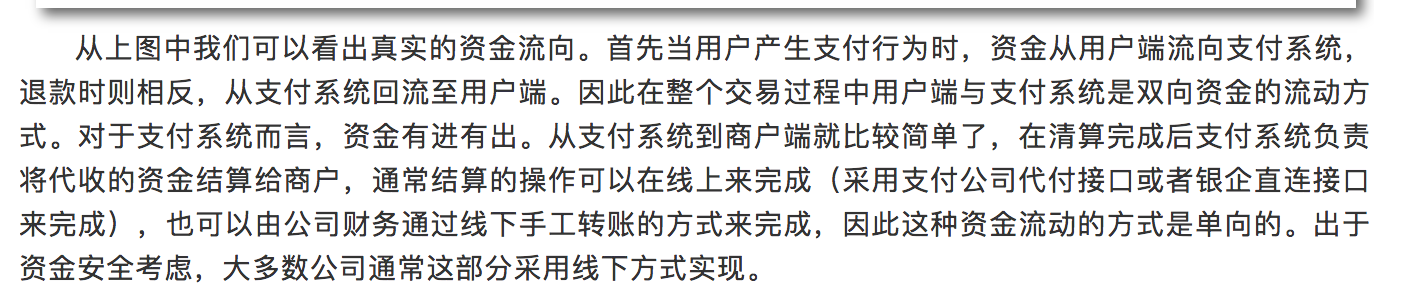 从上图中我们可以看出真实的资金流向。首先当用户产生支付行为时，资金从用户端流向支付系统，
退款时则相反，从支付系统回流至用户端。因此在整个交易过程中用户端与支付系统是双向资金的流动方
式。对于支付系统而言，资金有进有出。从支付系统到商户端就比较简单了，在清算完成后支付系统负责
将代收的资金结算给商户，通常结算的操作可以在线上来完成（采用支付公司代付接口或者银企直连接口
来完成），也可以由公司财务通过线下手工转账的方式来完成，因此这种资金流动的方式是单向的。出于
资金安全考虑，大多数公司通常这部分采用线下方式实现。